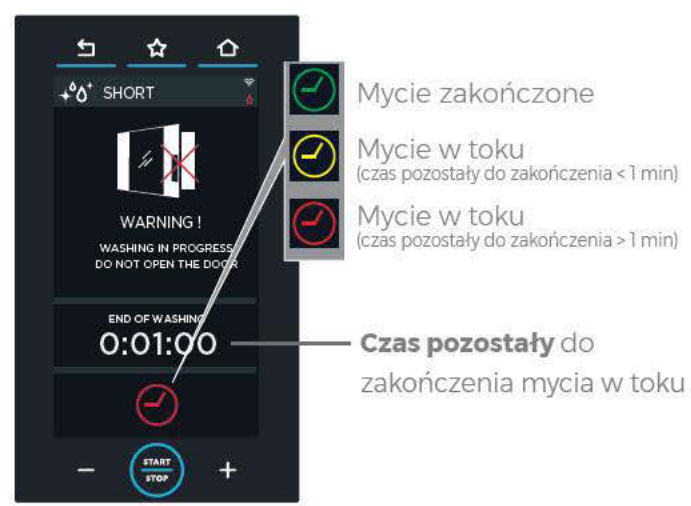 SHORT
WARNING !
WASHING IN PROGRESS
DO NOT OPEN THE DOOR
END OF WASHING
0:01:00
START
STOP
Mycie zakończone
Mycie w toku
(czas pozostały do zakończenia < 1 min)
Mycie w toku
(czas pozostały do zakończenia > 1 min)
Czas pozostały do
zakończenia mycia w toku